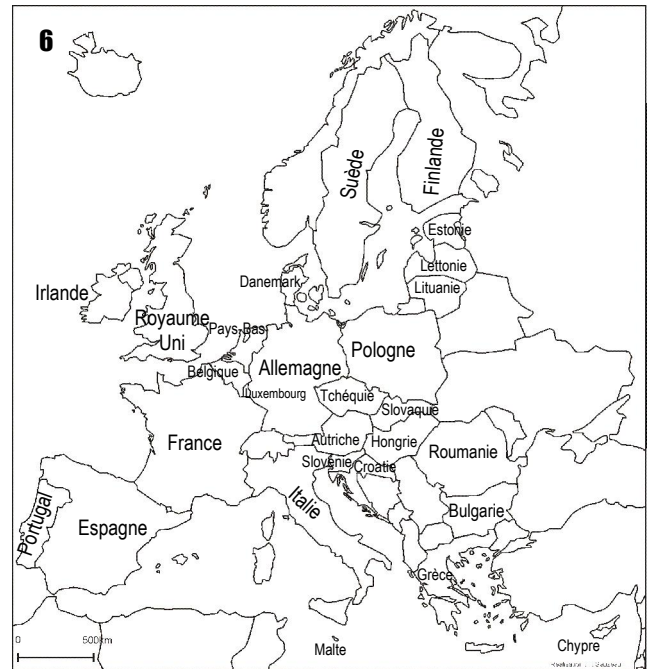 6
Suède
Finlande
Estonie
Lettonie
Lituanie
Danemark
Irlande
Royaume
Uni
Pays-Bas
Belgique
Allemagne
Pologne
Luxembourg
Tchéquie
Slovaquie
France
Autriche
Hongrie
Roumanie
Slovénie
Croatie
Italie
Portugal
Espagne
Bulgarie
Grèce
Malte
Chypre
0
500km